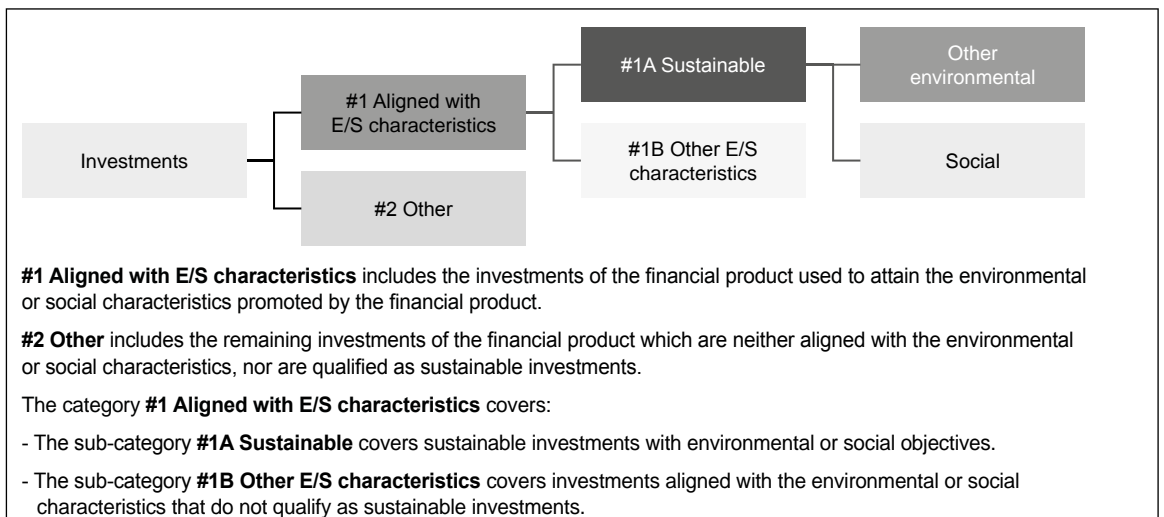 #1A Sustainable
Other
environmental
#1 Aligned with
E/S characteristics
Investments
#1B Other E/S
characteristics
Social
#2 Other
#1 Aligned with E/S characteristics includes the investments of the financial product used to attain the environmental
or social characteristics promoted by the financial product.
#2 Other includes the remaining investments of the financial product which are neither aligned with the environmental
or social characteristics, nor are qualified as sustainable investments.
The category #1 Aligned with E/S characteristics covers:
- The sub-category #1A Sustainable covers sustainable investments with environmental or social objectives.
- The sub-category #1B Other E/S characteristics covers investments aligned with the environmental or social
characteristics that do not qualify as sustainable investments.